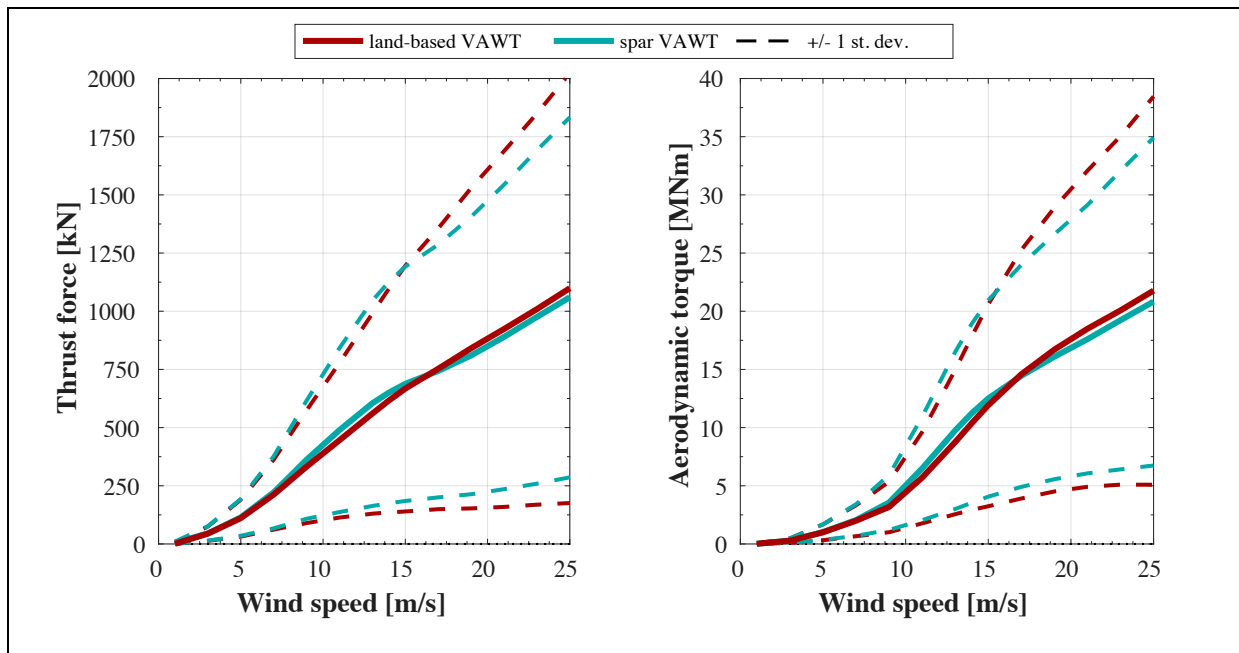 land-based VAWT spar VAWT +/- 1 st. dev.
Thrust force [kN]
2000
1750
1500
1250
1000
750
500
250
0
0 5 10 15 20 25
Wind speed [m/s]
Aerodynamic torque [MNm]
40
35
30
25
20
15
10
5
0
0 5 10 15 20 25
Wind speed [m/s]